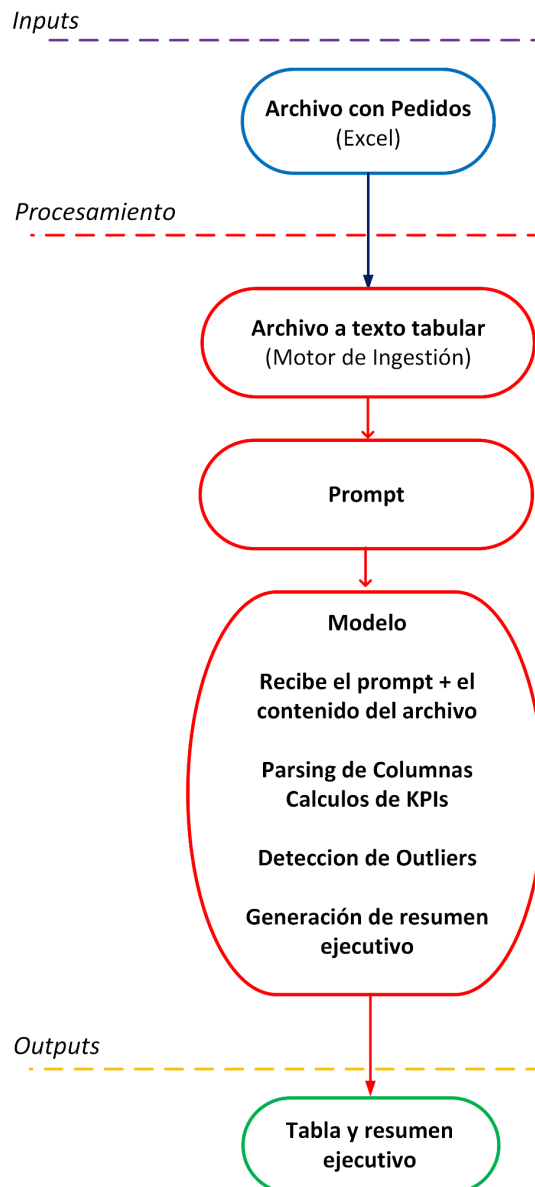 Inputs
Archivo con Pedidos
(Excel)
Procesamiento
Archivo a texto tabular
(Motor de Ingestión)
Prompt
Modelo
Recibe el prompt + el
contenido del archivo
Parsing de Columnas
Calculos de KPIs
Deteccion de Outliers
Generación de resumen
ejecutivo
Outputs
Tabla y resumen
ejecutivo